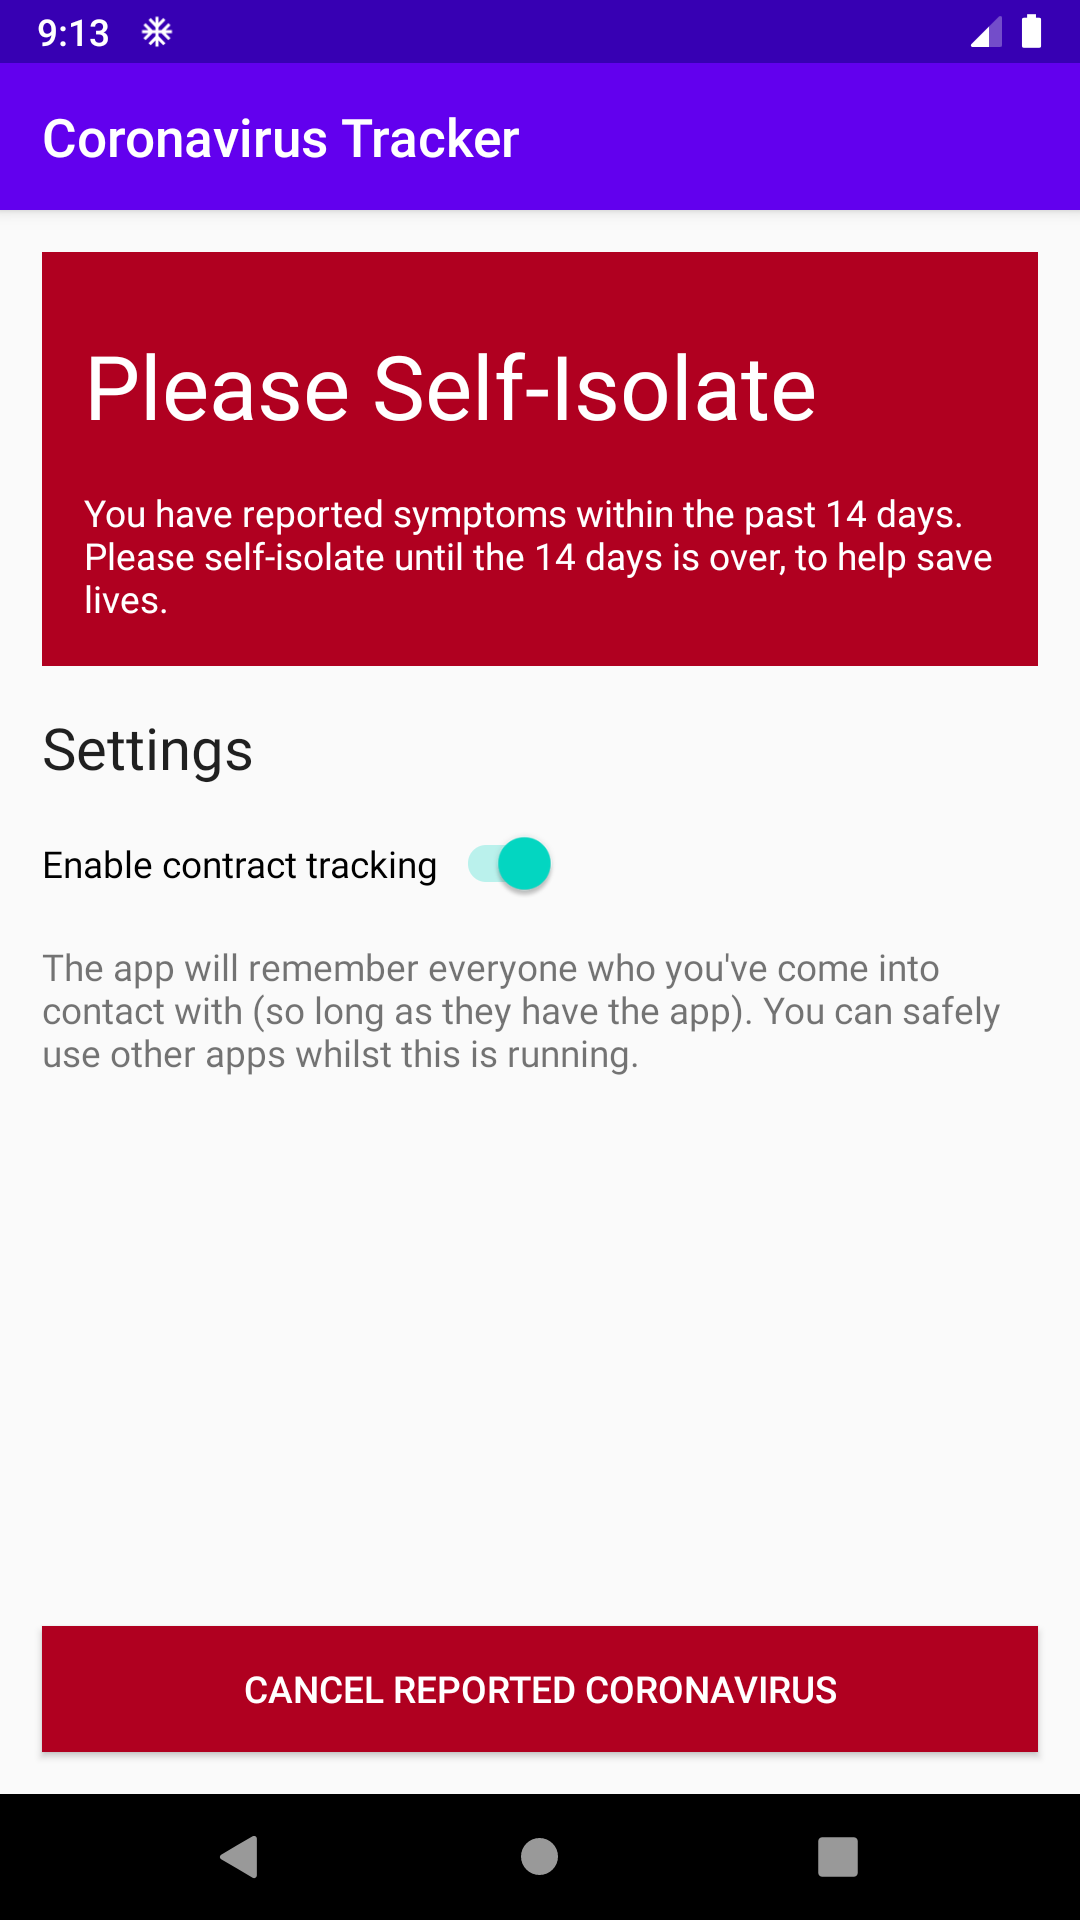 9:13
Coronavirus Tracker
Please Self-Isolate
You have reported symptoms within the past 14 days.
Please self-isolate until the 14 days is over, to help save
lives.
Settings
Enable contract tracking
The app will remember everyone who you've come into
contact with (so long as they have the app). You can safely
use other apps whilst this is running.
CANCEL REPORTED CORONAVIRUS